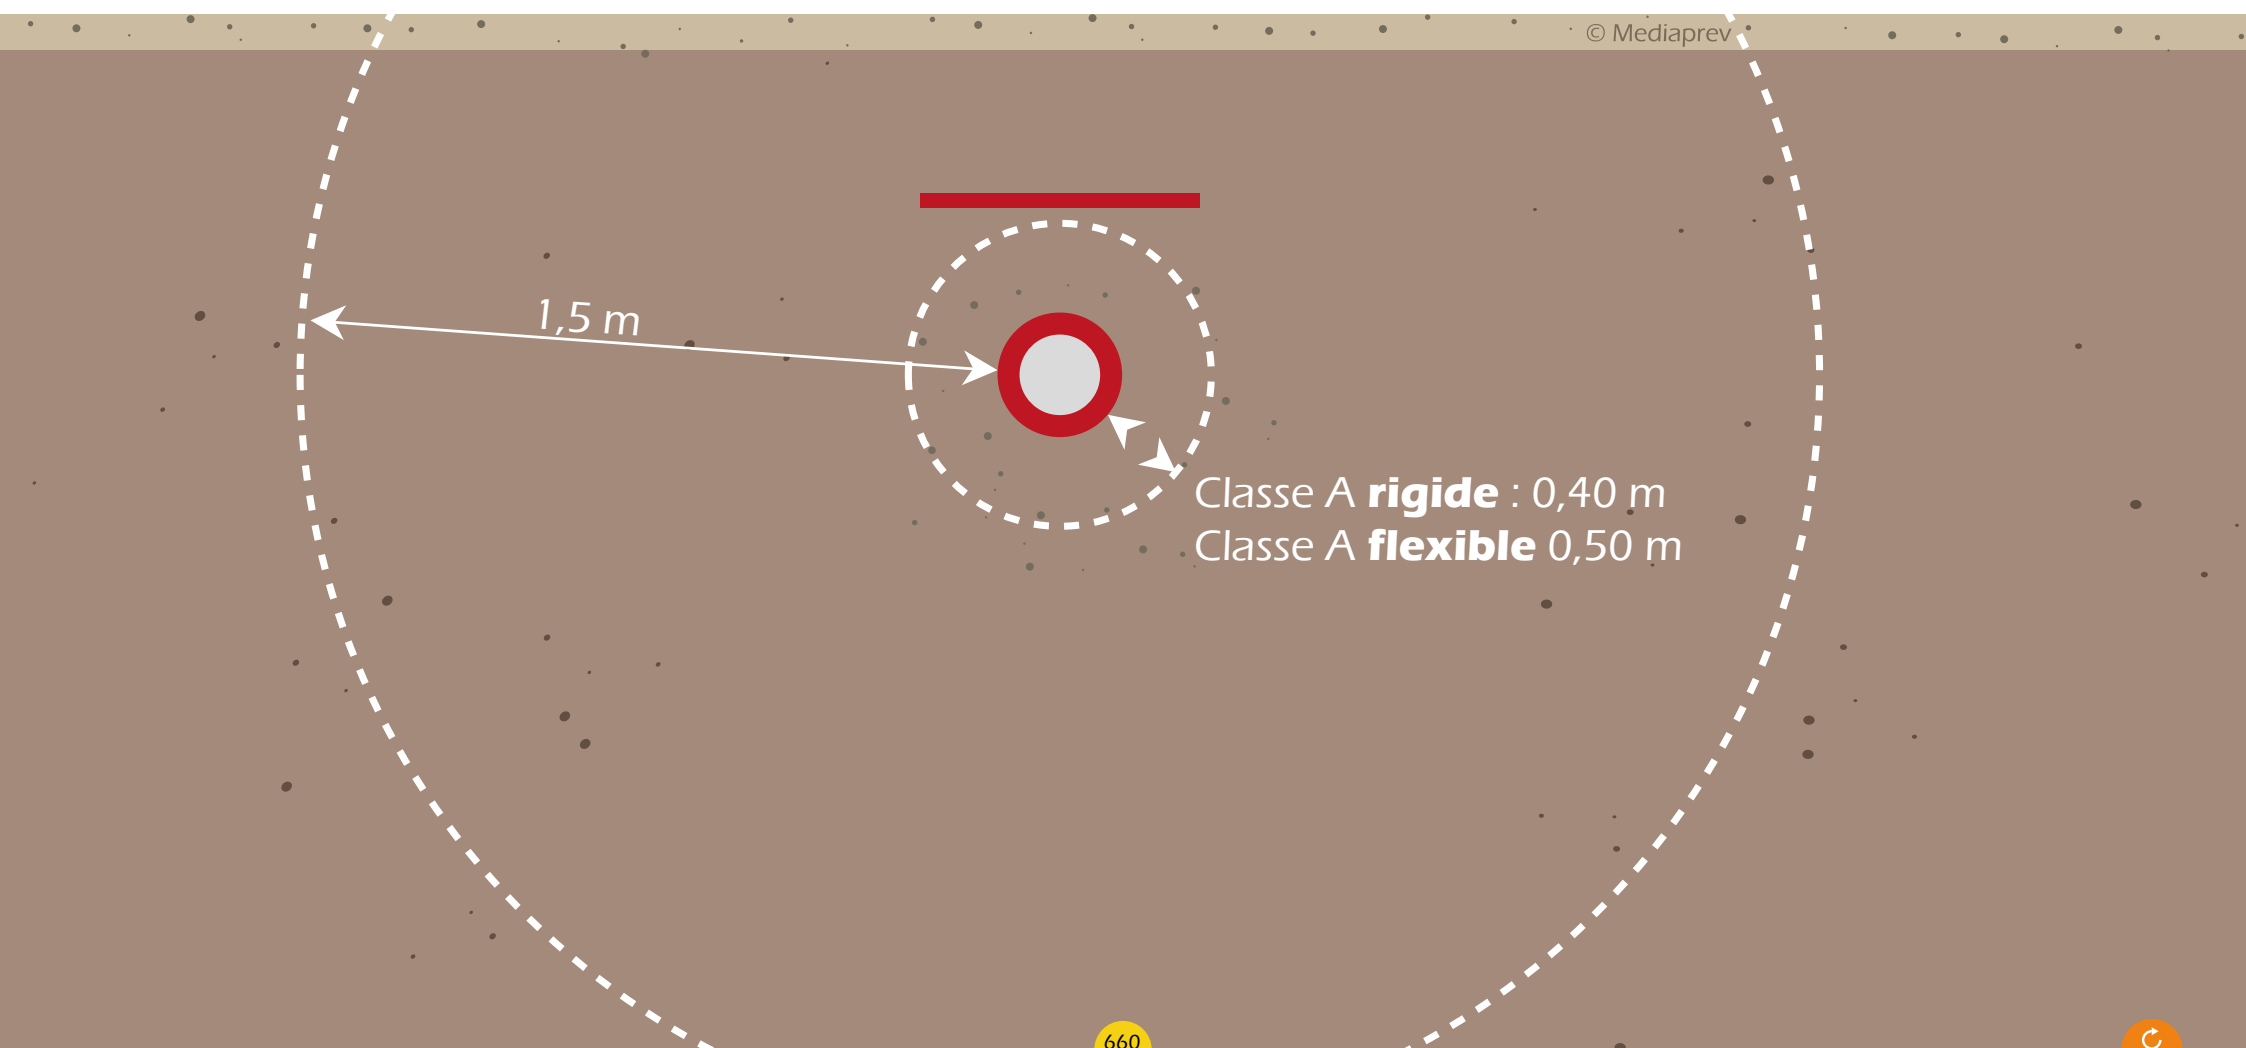 © Mediaprev
1,5 m
Classe A rigide : 0,40 m
Classe A flexible 0,50 m
660